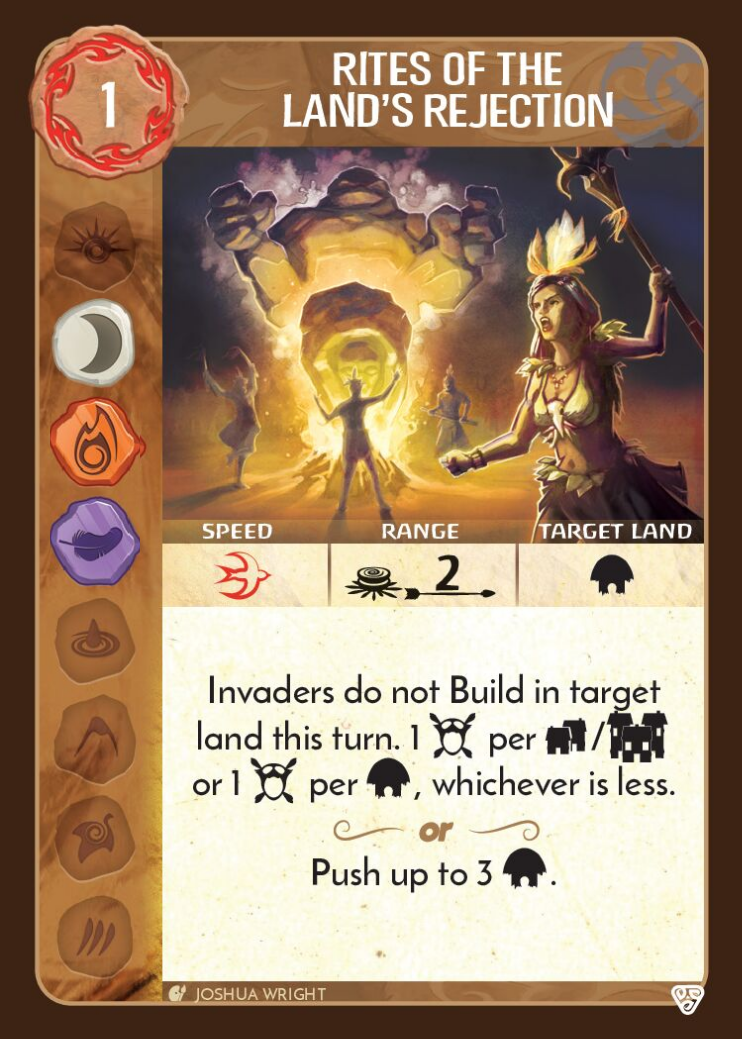 1
RITES OF THE
LAND'S REJECTION
SPEED RANGE TARGET LAND
2
Invaders do not Build in target
land this turn. 1 per /
or 1 per , whichever is less.
or
Push up to 3 .
JOSHUA WRIGHT